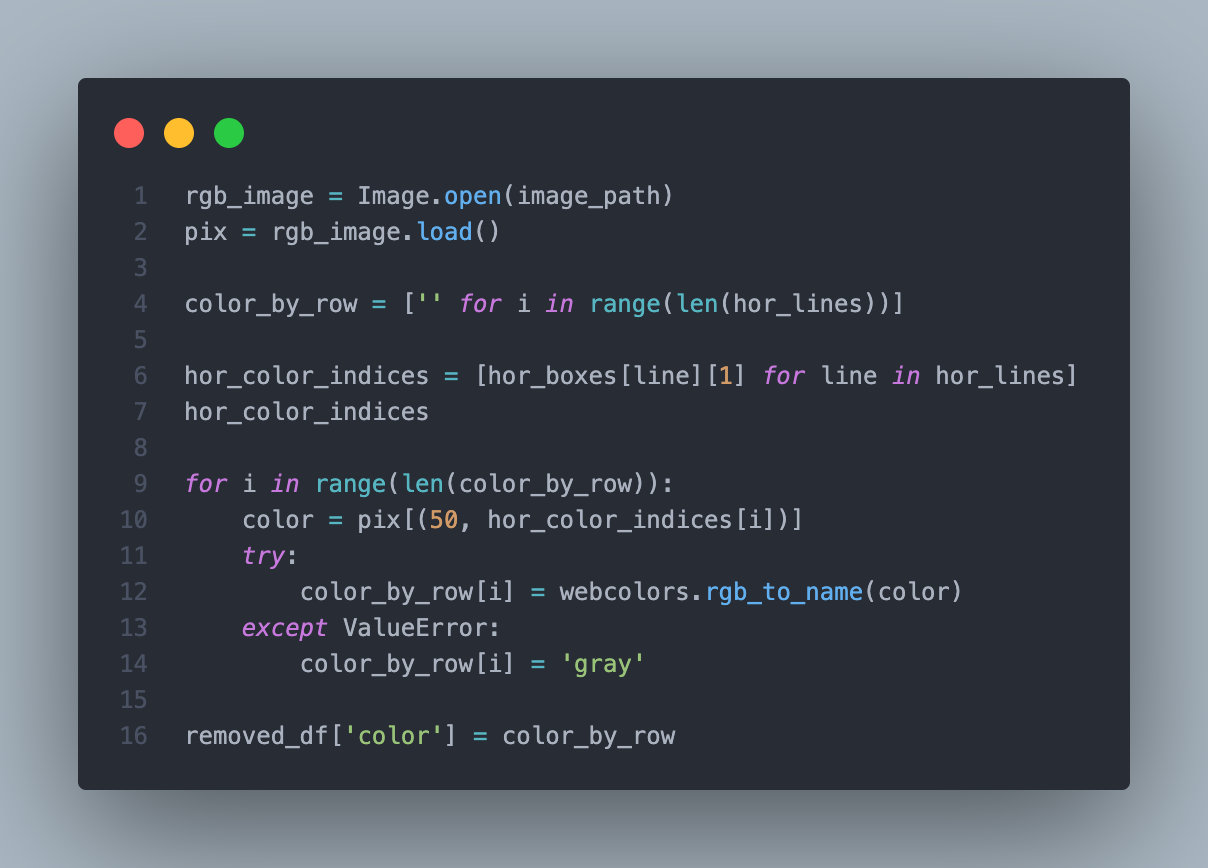 1 rgb_image = Image.open(image_path)
2 pix = rgb_image.load()
3
4 color_by_row = ['' for i in range(len(hor_lines))]
5
6 hor_color_indices = [hor_boxes[line][1] for line in hor_lines]
7 hor_color_indices
8
9 for i in range(len(color_by_row)):
10     color = pix[(50, hor_color_indices[i])]
11     try:
12         color_by_row[i] = webcolors.rgb_to_name(color)
13     except ValueError:
14         color_by_row[i] = 'gray'
15
16 removed_df['color'] = color_by_row